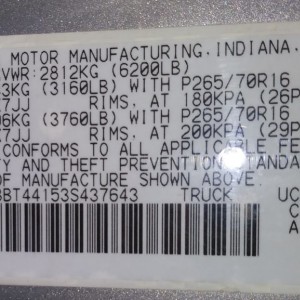 MOTOR MANUFACTURING, INDIANA,
VWR: 2812KG (6200LB)
3KG (3160LB) WITH P265/70R16
7JJ RIMS, AT 180KPA (26P
6KG (3760LB) WITH P265/70R16
7JJ RIMS, AT 200KPA (29P
CONFORMS TO ALL APPLICABLE FE
Y AND THEFT PREVENTION STANDA
OF MANUFACTURE SHOWN ABOVE.
BT44153S437643 TRUCK UC